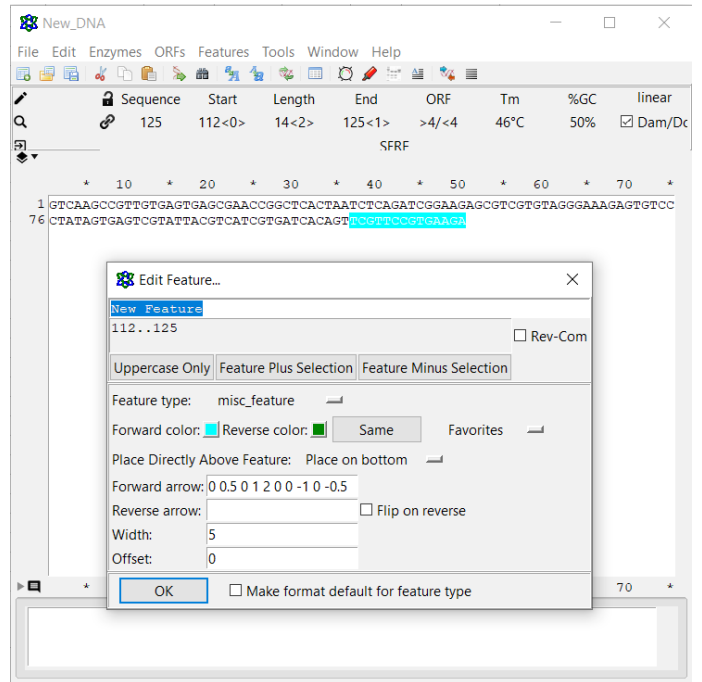 New_DNA
File Edit Enzymes ORFs Features Tools Window Help
Sequence Start Length End ORF Tm %GC linear
125 112<0> 14<2> 125<1> >4/<4 46°C 50% Dam/Dc
* 10 * 20 * 30 * 40 * 50 * 60 * 70 *
1 GTCAAGCCGTTGTGAGTGAGCGAACCGGCTCACTAATCTCAGATCGGAAGAGCGTCGTGTAGGGAAAGAGTGTCC
76 CTATAGTGAGTCGTATTACGTCATCGTGATCACAGTTCGTTCCGTGAAGA
Edit Feature...
New Feature
112..125
Rev-Com
Uppercase Only Feature Plus Selection Feature Minus Selection
Feature type: misc_feature
Forward color: Reverse color: Same Favorites
Place Directly Above Feature: Place on bottom
Forward arrow: 0 0.5 0 1 2 0 0 -1 0 -0.5
Reverse arrow: Flip on reverse
Width: 5
Offset: 0
* 70 *
OK Make format default for feature type